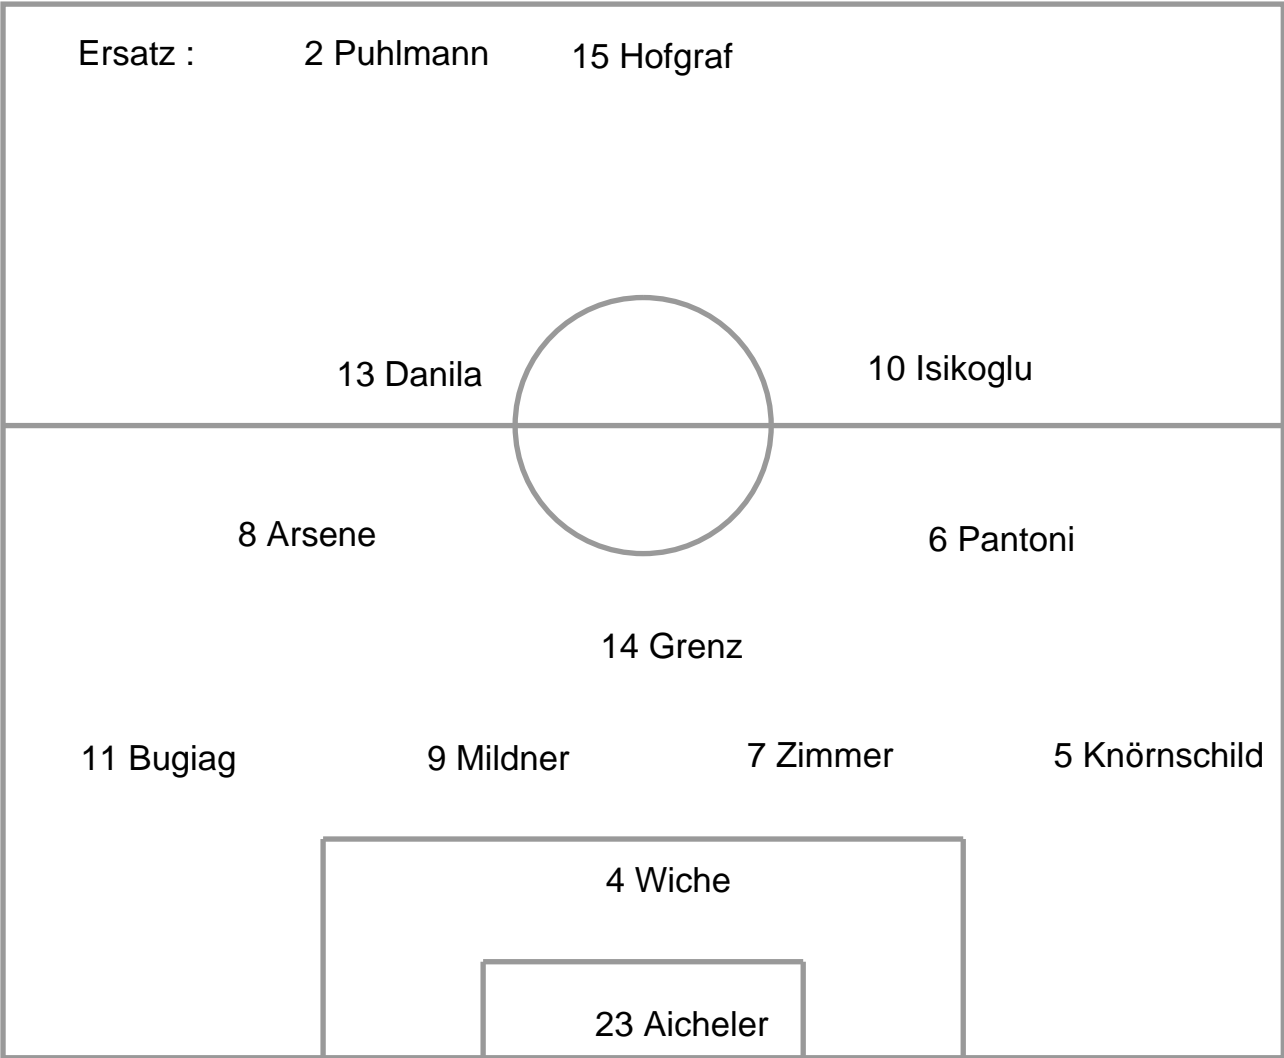 Ersatz : 2 Puhlmann 15 Hofgraf
13 Danila 10 Isikoglu
8 Arsene 6 Pantoni
14 Grenz
11 Bugiag 9 Mildner 7 Zimmer 5 Knörnschild
4 Wiche
23 Aicheler